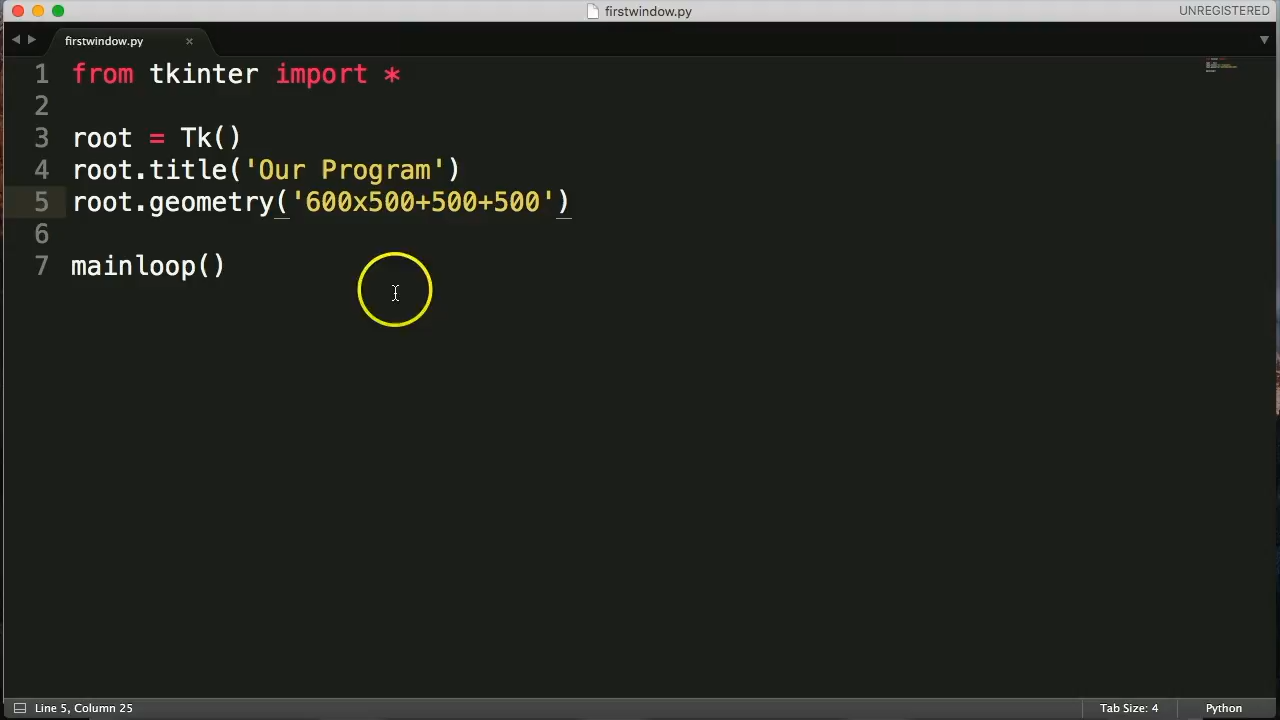 firstwindow.py
UNREGISTERED
firstwindow.py ×
1 from tkinter import *
2
3 root = Tk()
4 root.title('Our Program')
5 root.geometry('600x500+500+500')
6
7 mainloop()
Line 5, Column 25
Tab Size: 4
Python